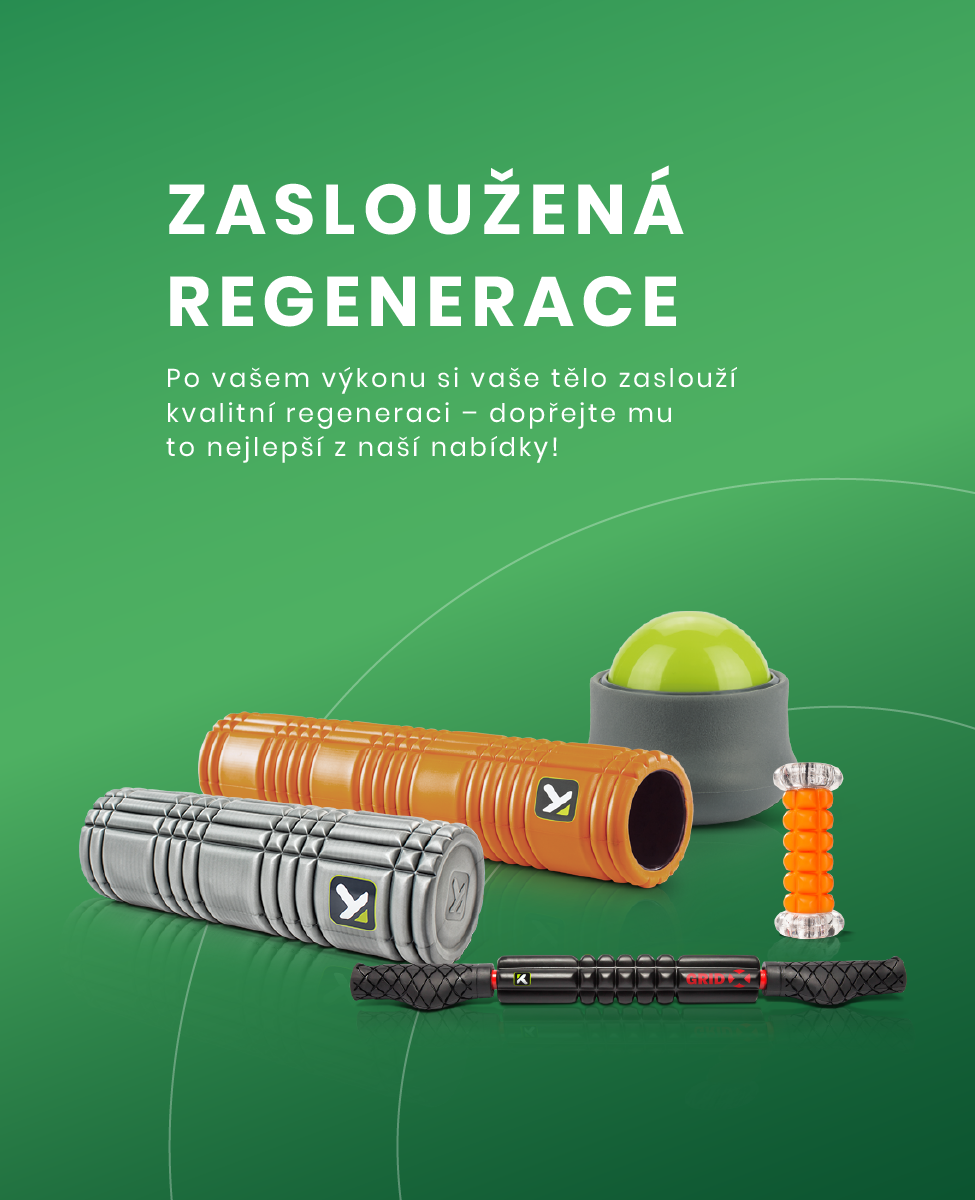 ZASLOUŽENÁ
REGENERACE
Po vašem výkonu si vaše tělo zaslouží
kvalitní regeneraci – dopřejte mu
to nejlepší z naší nabídky!
GRID X